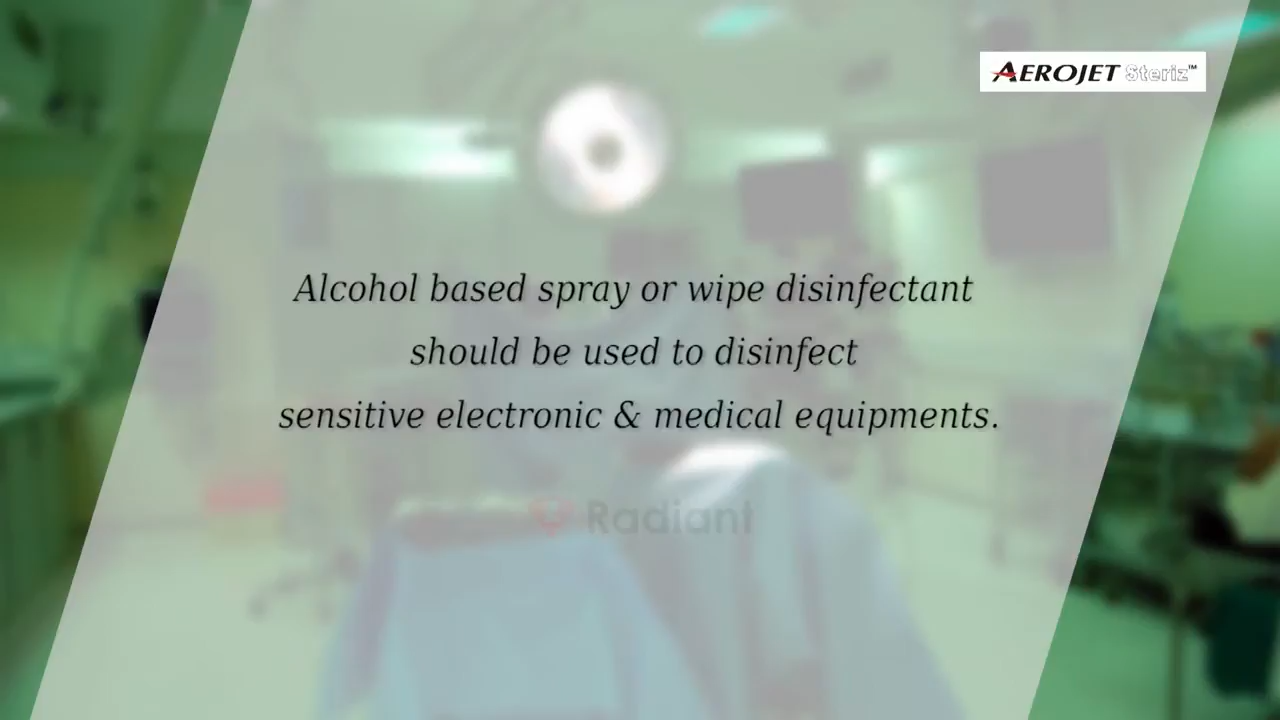 AEROJET Steriz™
Alcohol based spray or wipe disinfectant
should be used to disinfect
sensitive electronic & medical equipments.
Radiant